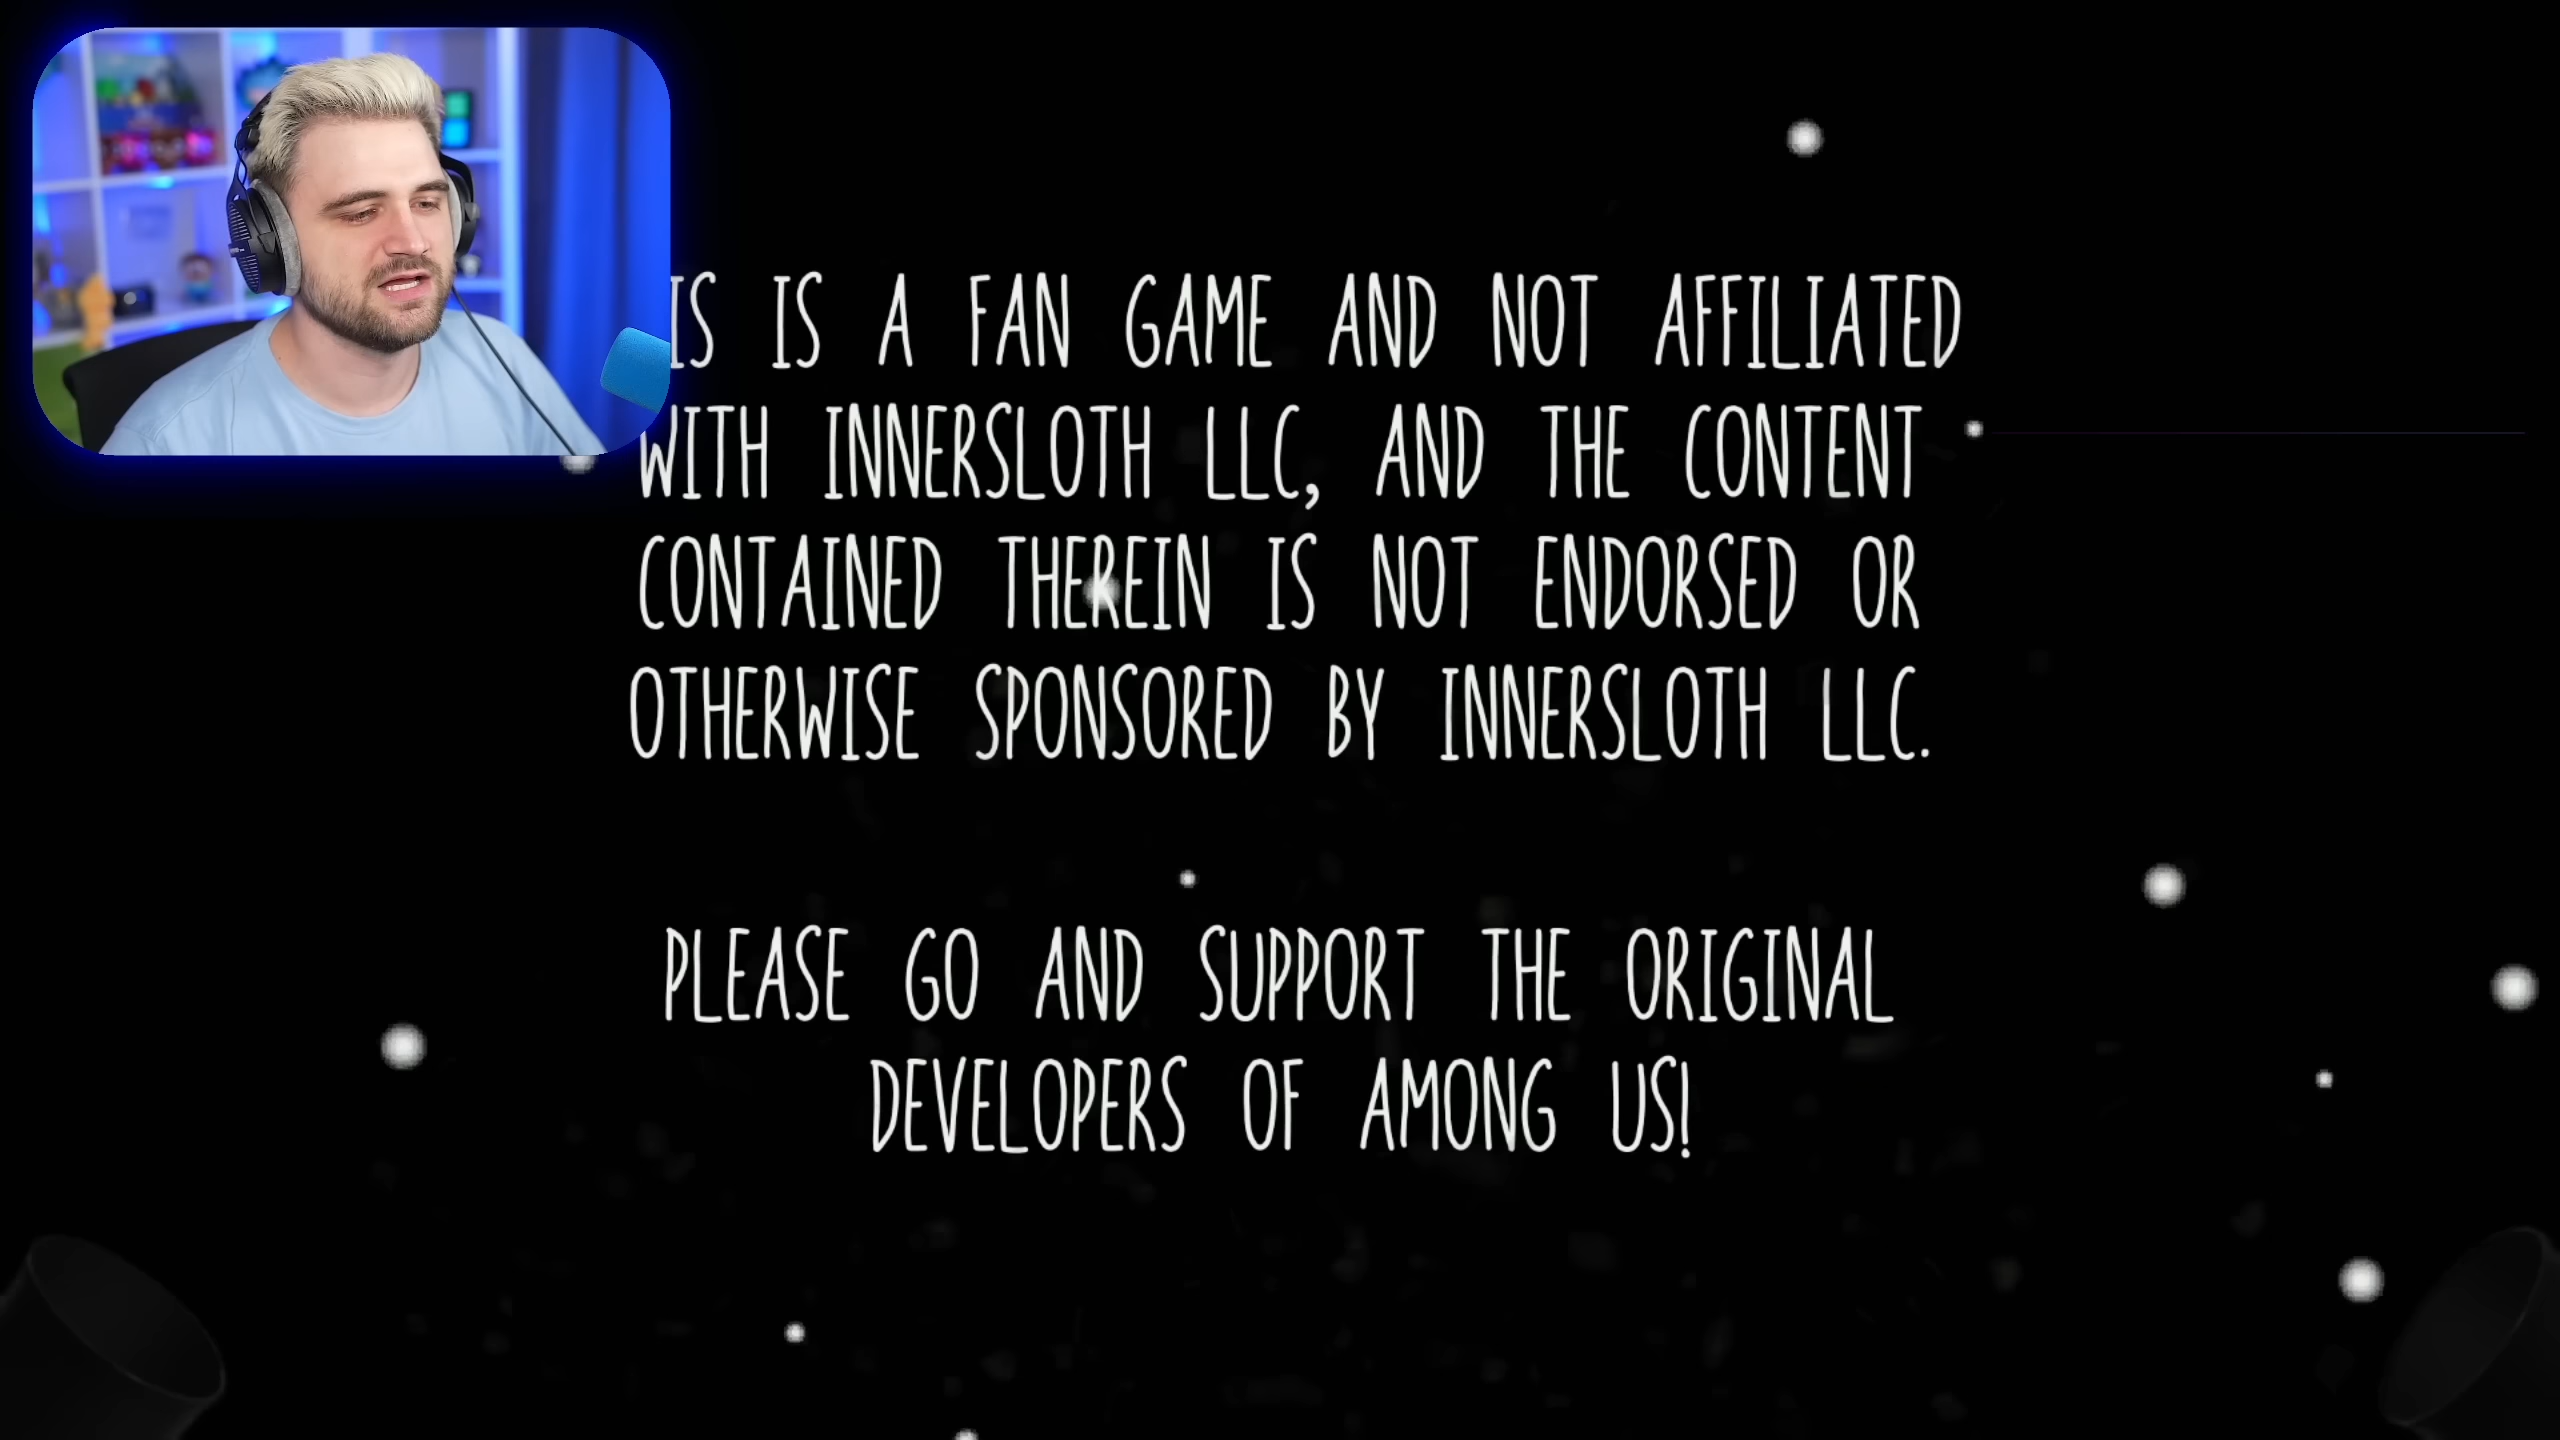 IS IS A FAN GAME AND NOT AFFILIATED
WITH INNERSLOTH LLC, AND THE CONTENT
CONTAINED THEREIN IS NOT ENDORSED OR
OTHERWISE SPONSORED BY INNERSLOTH LLC.
PLEASE GO AND SUPPORT THE ORIGINAL
DEVELOPERS OF AMONG US!